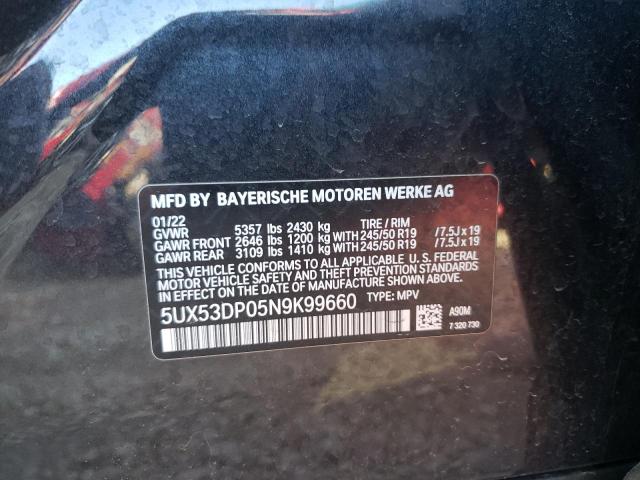 MFD BY BAYERISCHE MOTOREN WERKE AG
01/22
GVWR 5357 lbs 2430 kg TIRE / RIM
GAWR FRONT 2646 lbs 1200 kg WITH 245/50 R19 /7.5J x 19
GAWR REAR 3109 lbs 1410 kg WITH 245/50 R19 /7.5J x 19
THIS VEHICLE CONFORMS TO ALL APPLICABLE U. S. FEDERAL
MOTOR VEHICLE SAFETY STANDARDS IN EFFECT ON THE
DATE OF MANUFACTURE SHOWN ABOVE.
5UX53DP05N9K99660 TYPE: MPV
A90M
7 320 730